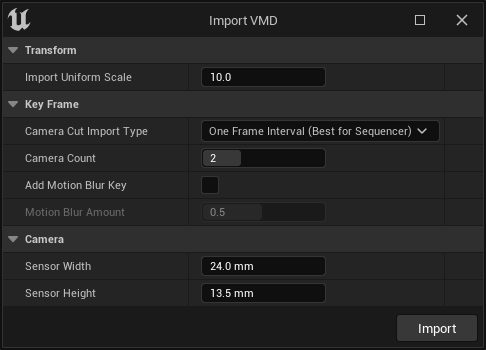 Import VMD
Transform
Import Uniform Scale 10.0
Key Frame
Camera Cut Import Type One Frame Interval (Best for Sequencer)
Camera Count 2
Add Motion Blur Key
Motion Blur Amount 0.5
Camera
Sensor Width 24.0 mm
Sensor Height 13.5 mm
Import